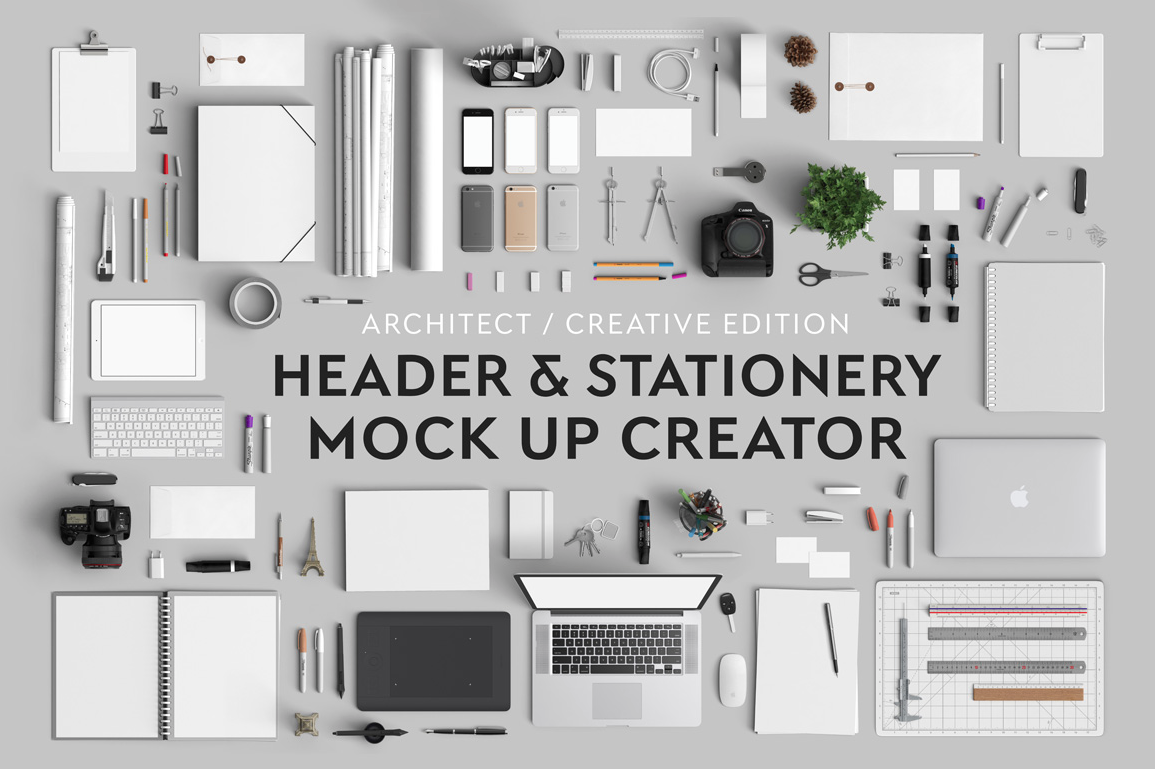 ARCHITECT / CREATIVE EDITION
HEADER & STATIONERY
MOCK UP CREATOR